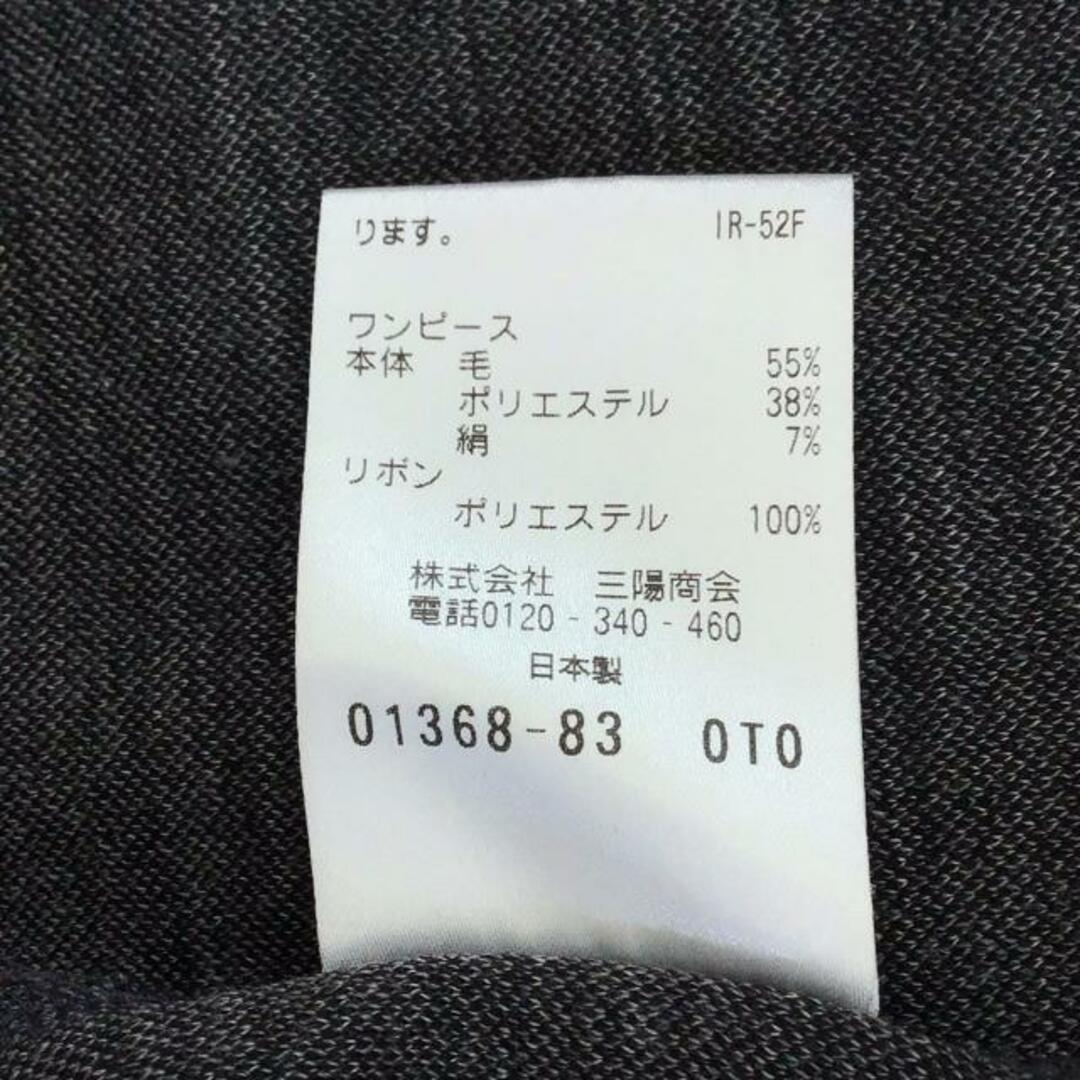 ります。 IR-52F
ワンピース
本体 毛 55%
ポリエステル 38%
絹 7%
リボン
ポリエステル 100%
株式会社 三陽商会
電話0120-340-460
日本製
01368-83 OTO